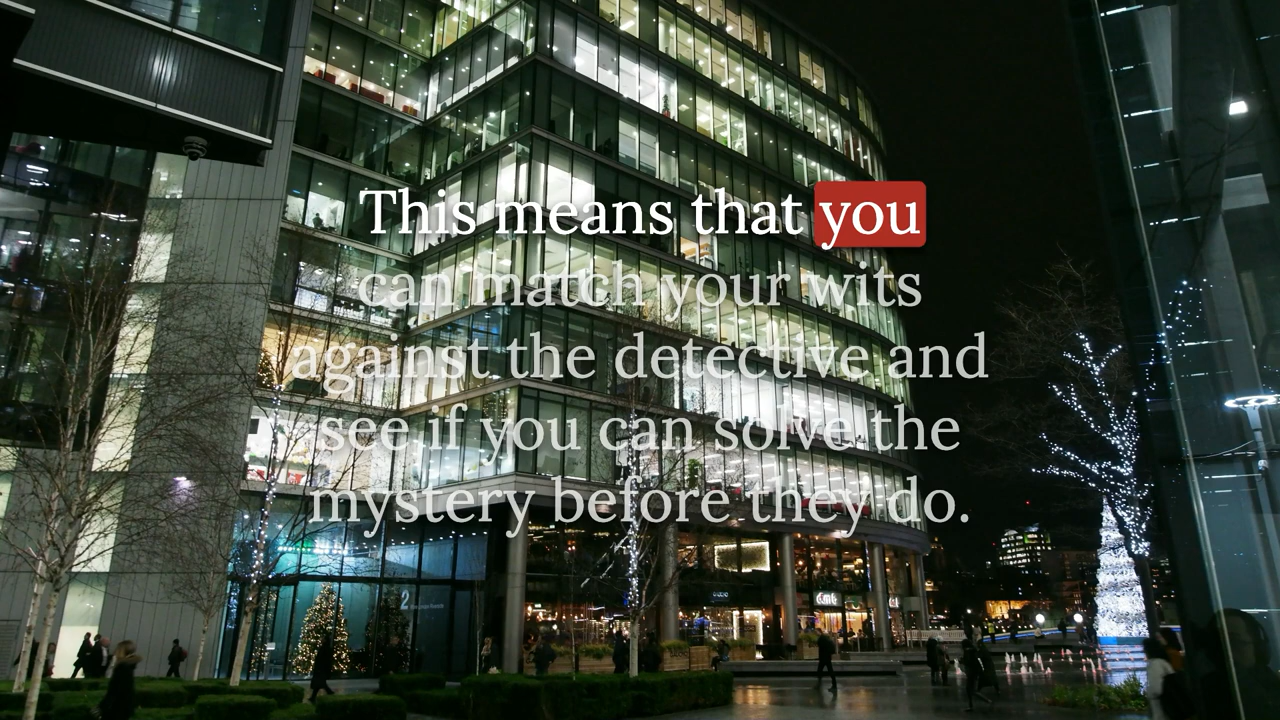 This means that you
can match your wits
against the detective and
see if you can solve the
mystery before they do.
2